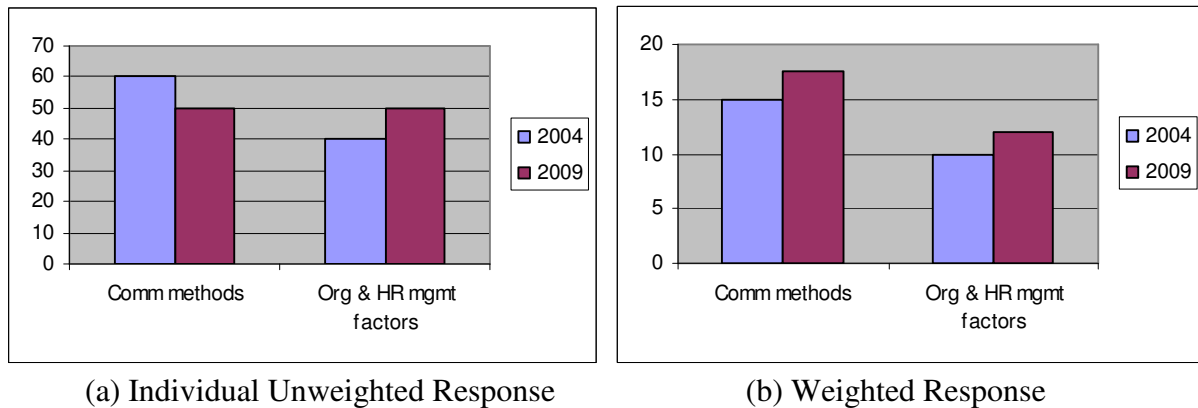 70
60
50
40
30
20
10
0
Comm methods
Org & HR mgmt
factors
2004
2009
20
15
10
5
0
Comm methods
Org & HR mgmt
factors
2004
2009
(a) Individual Unweighted Response
(b) Weighted Response